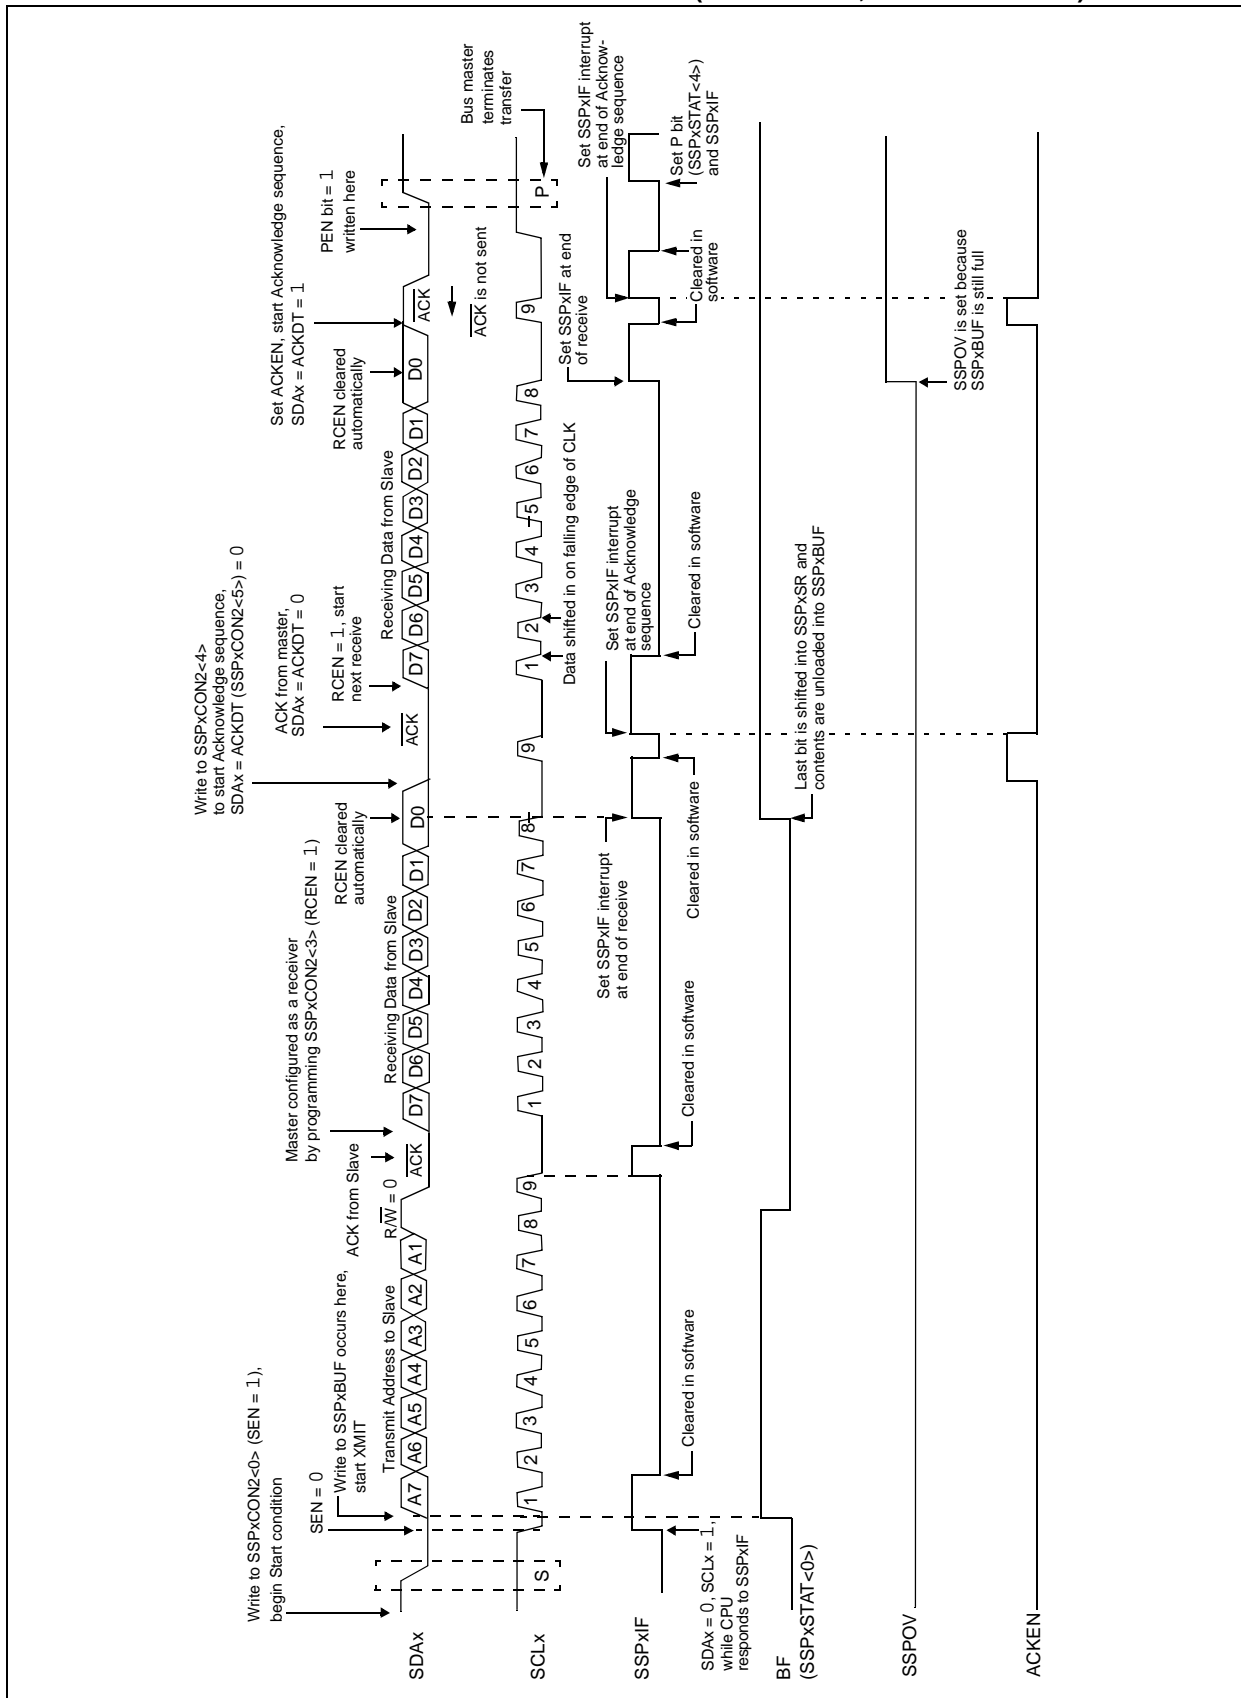 Write to SSPxCON2<0> (SEN = 1),
begin Start condition
SEN = 0
Write to SSPxBUF occurs here,
start XMIT
Transmit Address to Slave
ACK from Slave
R/W = 0
Master configured as a receiver
by programming SSPxCON2<3> (RCEN = 1)
Receiving Data from Slave
RCEN cleared
automatically
Write to SSPxCON2<4>
to start Acknowledge sequence,
SDAx = ACKDT (SSPxCON2<5>) = 0
ACK from master,
SDAx = ACKDT = 0
RCEN = 1, start
next receive
Receiving Data from Slave
RCEN cleared
automatically
Set ACKEN, start Acknowledge sequence,
SDAx = ACKDT = 1
PEN bit = 1
written here
SDAx
A7 A6 A5 A4 A3 A2 A1
ACK
D7 D6 D5 D4 D3 D2 D1 D0
ACK
D7 D6 D5 D4 D3 D2 D1 D0
ACK
ACK is not sent
Bus master
terminates
transfer
SCLx
S
1 2 3 4 5 6 7 8 9
1 2 3 4 5 6 7 8
9
1 2 3 4 5 6 7 8
9
P
Data shifted in on falling edge of CLK
Set SSPxIF at end
of receive
Set SSPxIF interrupt
at end of receive
Set SSPxIF interrupt
at end of Acknowledge
sequence
Set SSPxIF interrupt
at end of Acknow-
ledge sequence
SSPxIF
SDAx = 0, SCLx = 1,
while CPU
responds to SSPxIF
Cleared in software
Cleared in software
Cleared in software
Cleared in software
Cleared in
software
Set P bit
(SSPxSTAT<4>)
and SSPxIF
BF
(SSPxSTAT<0>)
Last bit is shifted into SSPxSR and
contents are unloaded into SSPxBUF
SSPOV
SSPOV is set because
SSPxBUF is still full
ACKEN